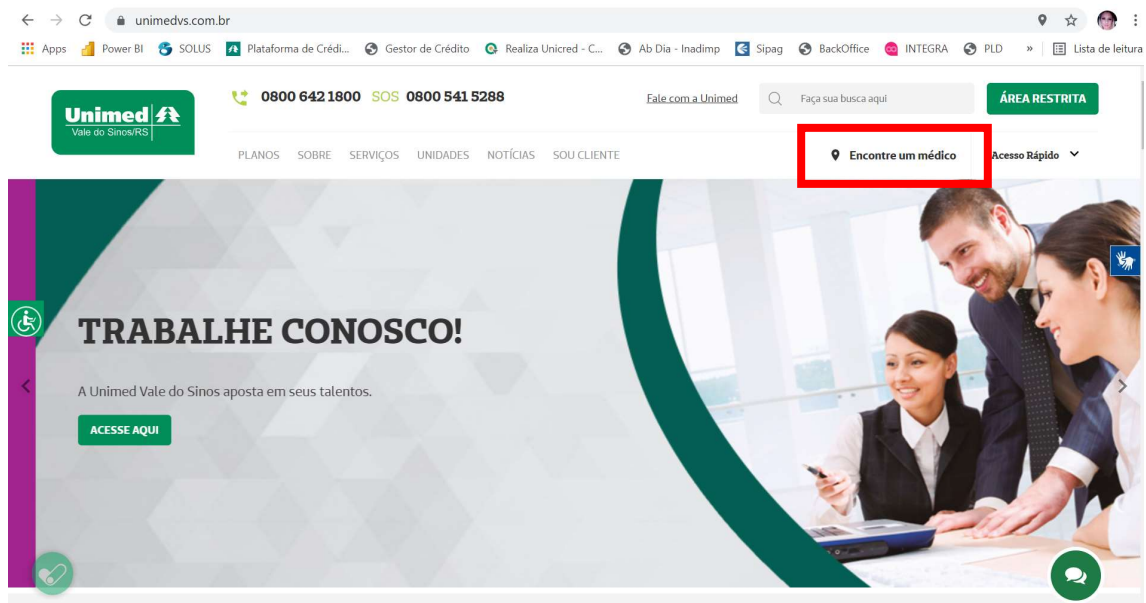 unimedvs.com.br
Apps Power BI SOLUS Plataforma de Crédi... Gestor de Crédito Realiza Unicred - C... Ab Dia - Inadimp Sipag BackOffice INTEGRA PLD » Lista de leitura
Unimed
Vale do Sinos/RS
0800 642 1800 SOS 0800 541 5288 Fale com a Unimed Faça sua busca aqui ÁREA RESTRITA
PLANOS SOBRE SERVIÇOS UNIDADES NOTÍCIAS SOU CLIENTE Encontre um médico Acesso Rápido
TRABALHE CONOSCO!
A Unimed Vale do Sinos aposta em seus talentos.
ACESSE AQUI